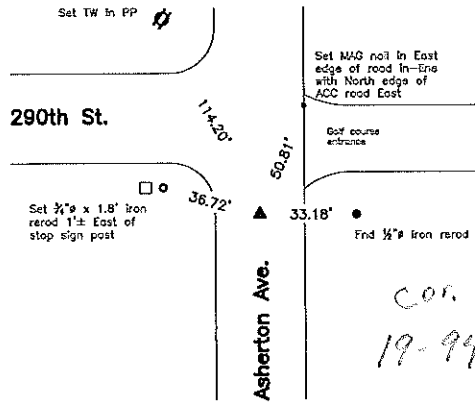 Set TW in PP
Set MAG nail in East
edge of road in-line
with North edge of
ACC road East
290th St.
114.20'
50.81'
Golf course
entrance
36.72'
33.18'
Set ¾"ø x 1.8' iron
rerod 1'± East of
stop sign post
Fnd ½"ø iron rerod
Asherton Ave.
Cor.
19-94